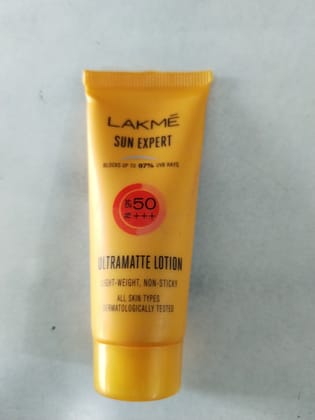 LAKMÉ
SUN EXPERT
BLOCKS UP TO 97% UVB RAYS
SPF 50
PA+++
ULTRAMATTE LOTION
LIGHT-WEIGHT, NON-STICKY
ALL SKIN TYPES
DERMATOLOGICALLY TESTED